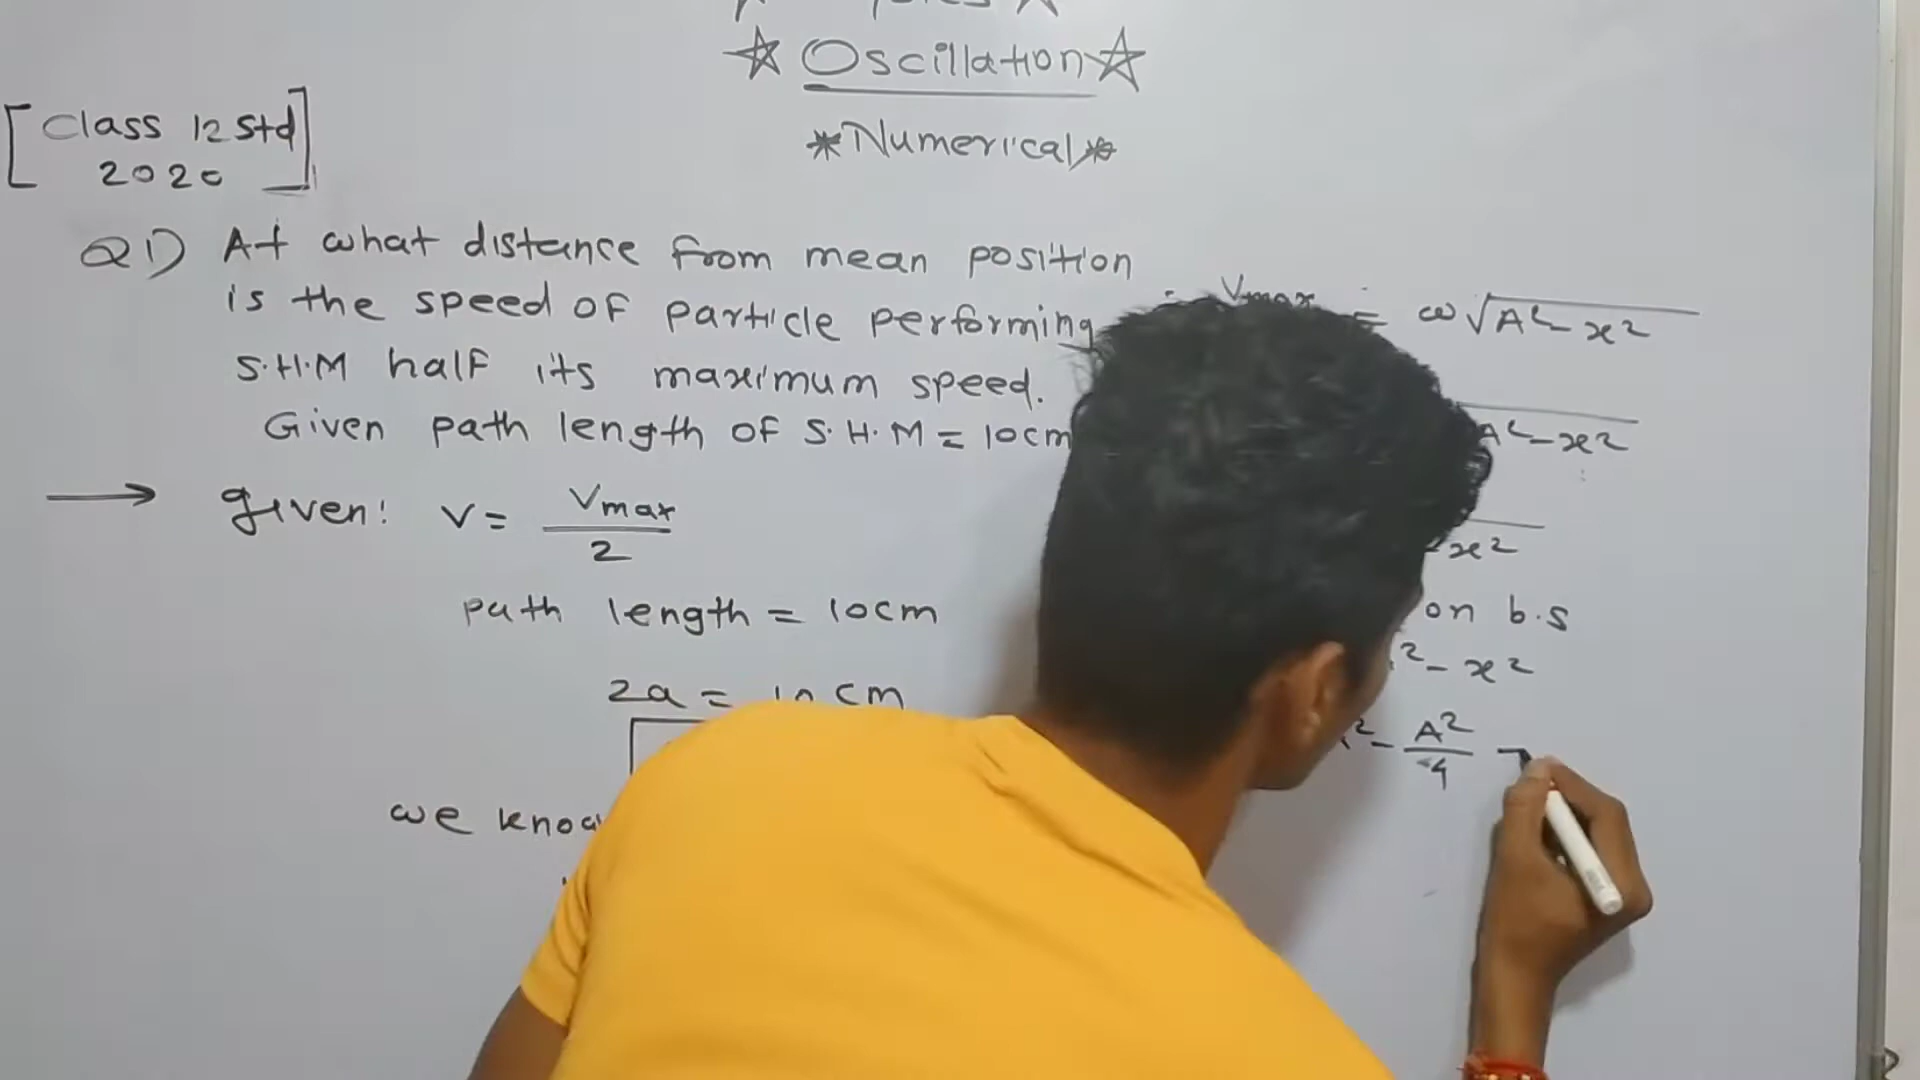 ☆ Oscillation ☆
[Class 12 Std
2020]
*Numerical*
Q1) At what distance from mean position
is the speed of particle performing
S.H.M half its maximum speed.
Given path length of S.H.M = 10cm
→ given: v = Vmax / 2
path length = 10cm
2a = 10 cm
we know
Vmax = ω√A²-x²
A²-x²
x²
on b.s
² - x²
² - A²/4